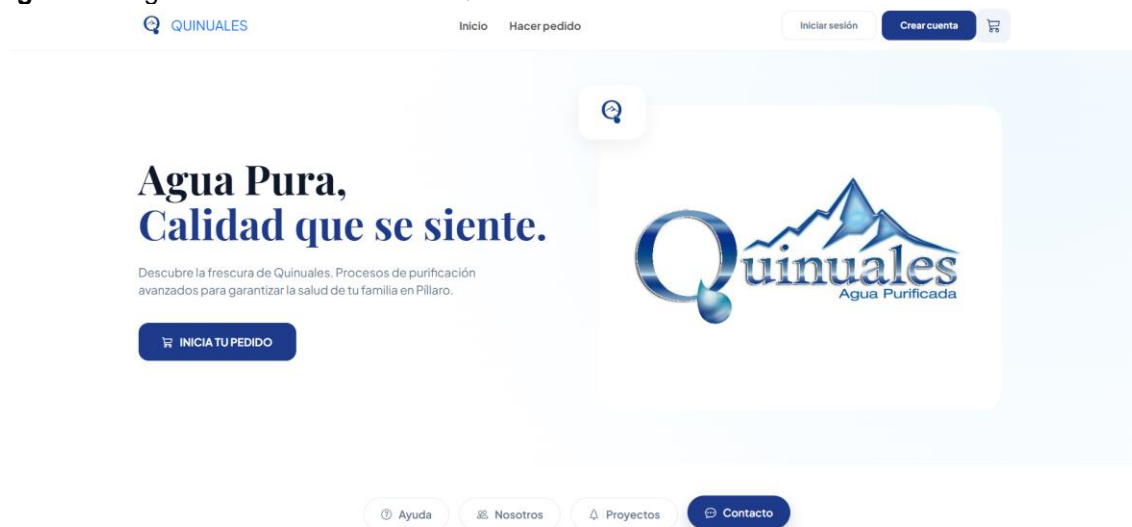 QUINUALES
Inicio Hacer pedido
Iniciar sesión Crear cuenta
Agua Pura,
Calidad que se siente.
Descubre la frescura de Quinuales. Procesos de purificación
avanzados para garantizar la salud de tu familia en Píllaro.
INICIA TU PEDIDO
Quinuales
Agua Purificada
Ayuda Nosotros Proyectos Contacto